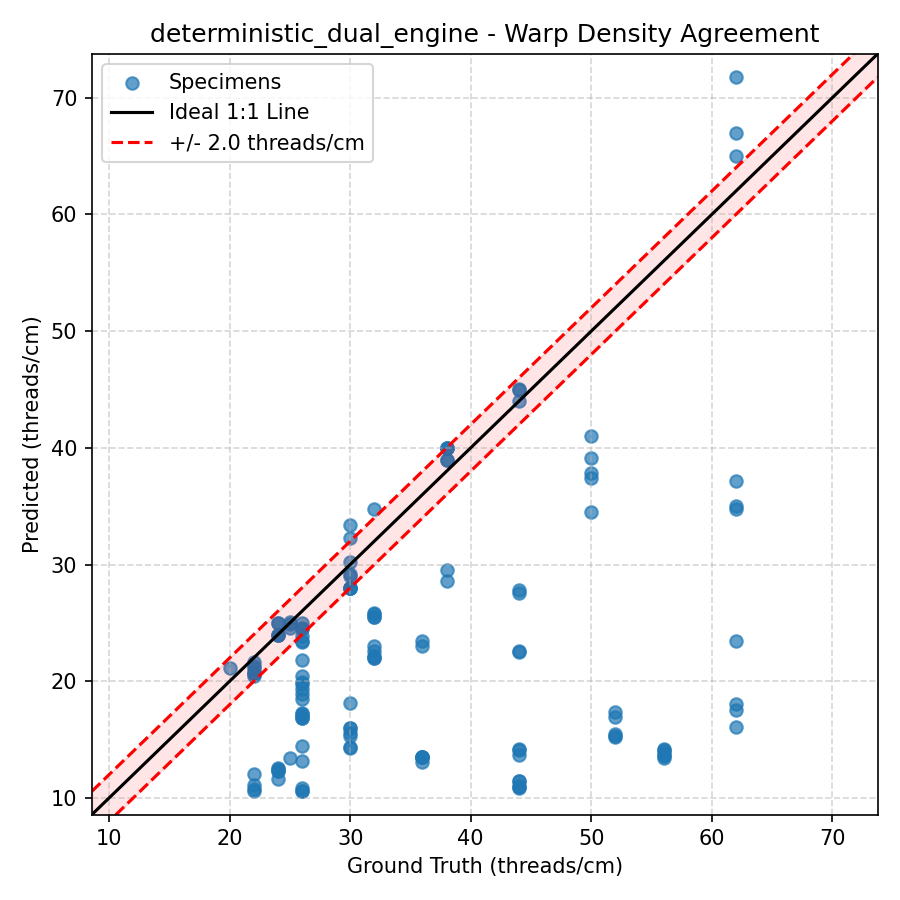 deterministic_dual_engine - Warp Density Agreement
Specimens
Ideal 1:1 Line
+/- 2.0 threads/cm
Predicted (threads/cm)
70
60
50
40
30
20
10
10 20 30 40 50 60 70
Ground Truth (threads/cm)